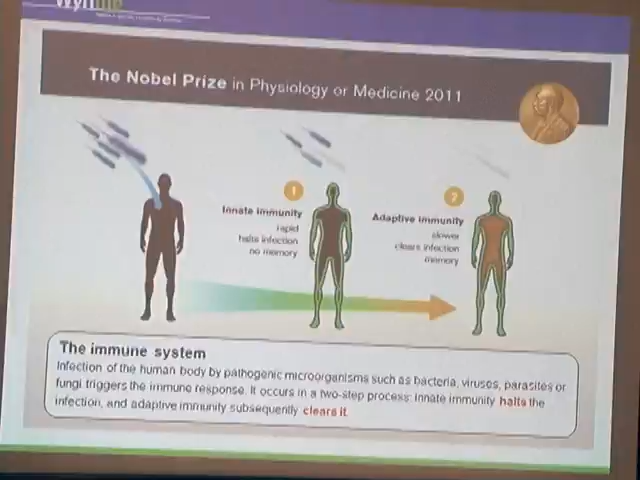 The Nobel Prize in Physiology or Medicine 2011
1
Innate immunity
rapid
halts infection
no memory
2
Adaptive immunity
slower
clears infection
memory
The immune system
Infection of the human body by pathogenic microorganisms such as bacteria, viruses, parasites or
fungi triggers the immune response. It occurs in a two-step process: innate immunity halts the
infection, and adaptive immunity subsequently clears it.